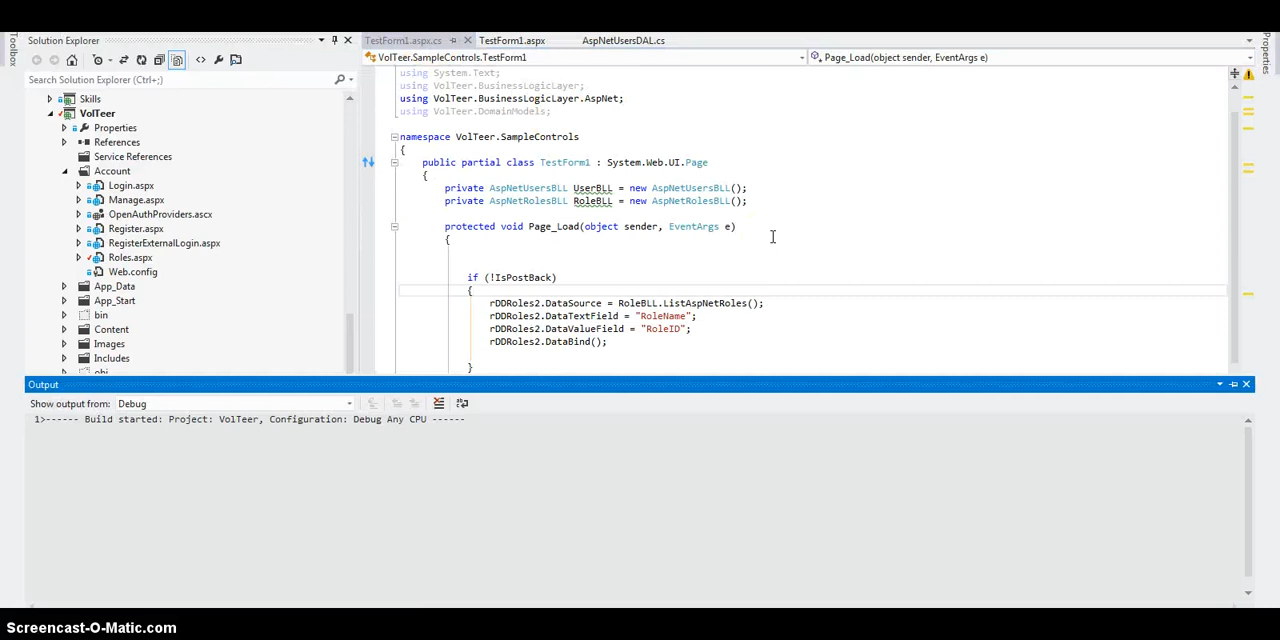 Toolbox
Solution Explorer
Search Solution Explorer (Ctrl+;)
Skills
VolTeer
Properties
References
Service References
Account
Login.aspx
Manage.aspx
OpenAuthProviders.ascx
Register.aspx
RegisterExternalLogin.aspx
Roles.aspx
Web.config
App_Data
App_Start
bin
Content
Images
Includes
obj
TestForm1.aspx.cs
TestForm1.aspx
AspNetUsersDAL.cs
VolTeer.SampleControls.TestForm1
Page_Load(object sender, EventArgs e)
using System.Text;
using VolTeer.BusinessLogicLayer;
using VolTeer.BusinessLogicLayer.AspNet;
using VolTeer.DomainModels;
namespace VolTeer.SampleControls
{
public partial class TestForm1 : System.Web.UI.Page
{
private AspNetUsersBLL UserBLL = new AspNetUsersBLL();
private AspNetRolesBLL RoleBLL = new AspNetRolesBLL();
protected void Page_Load(object sender, EventArgs e)
{
if (!IsPostBack)
{
rDDRoles2.DataSource = RoleBLL.ListAspNetRoles();
rDDRoles2.DataTextField = "RoleName";
rDDRoles2.DataValueField = "RoleID";
rDDRoles2.DataBind();
}
Properties
Output
Show output from: Debug
1>------ Build started: Project: VolTeer, Configuration: Debug Any CPU ------
Screencast-O-Matic.com